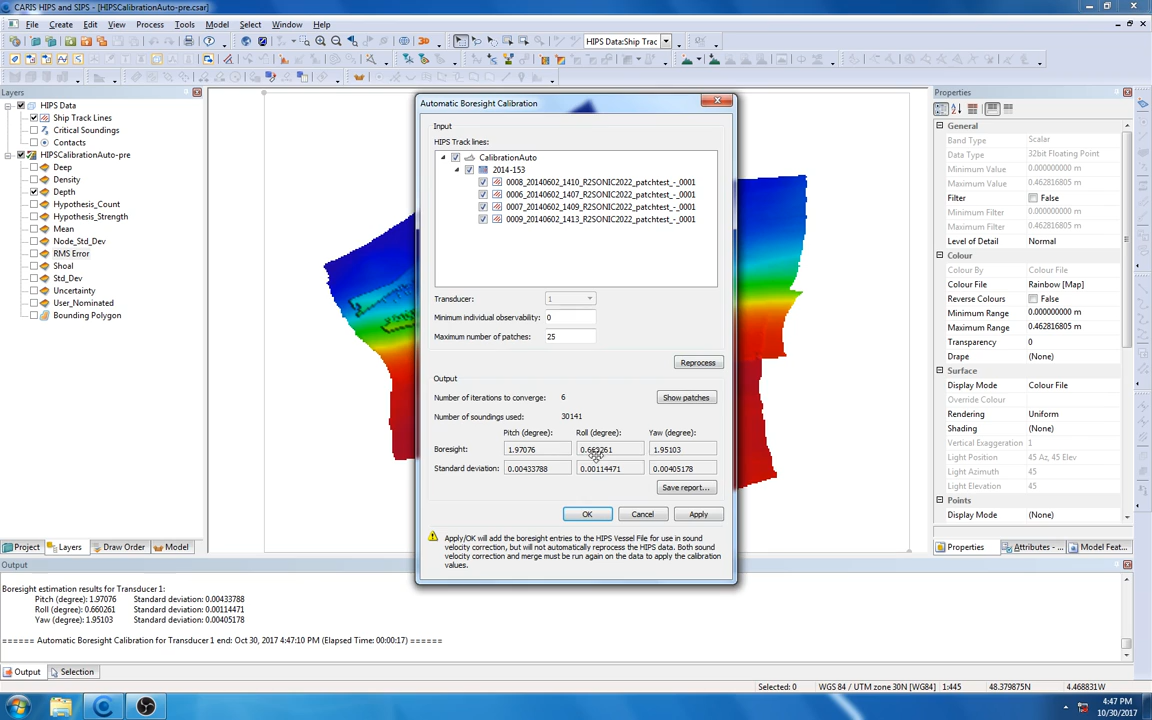 CARIS HIPS and SIPS - [HIPSCalibrationAuto-pre.csar]
File Create Edit View Process Tools Model Select Window Help
HIPS Data:Ship Trac
Layers
HIPS Data
Ship Track Lines
Critical Soundings
Contacts
HIPSCalibrationAuto-pre
Deep
Density
Depth
Hypothesis_Count
Hypothesis_Strength
Mean
Node_Std_Dev
RMS Error
Shoal
Std_Dev
Uncertainty
User_Nominated
Bounding Polygon
Project Layers Draw Order Model
Automatic Boresight Calibration
Input
HIPS Track lines:
CalibrationAuto
2014-153
0008_20140602_1410_R2SONIC2022_patchtest_-_0001
0006_20140602_1407_R2SONIC2022_patchtest_-_0001
0007_20140602_1409_R2SONIC2022_patchtest_-_0001
0009_20140602_1413_R2SONIC2022_patchtest_-_0001
Transducer: 1
Minimum individual observability: 0
Maximum number of patches: 25
Reprocess
Output
Number of iterations to converge: 6
Show patches
Number of soundings used: 30141
Pitch (degree): Roll (degree): Yaw (degree):
Boresight: 1.97076 1.95103
Standard deviation: 0.00433788 0.00114471 0.00405178
Save report...
OK Cancel Apply
Apply/OK will add the boresight entries to the HIPS Vessel File for use in sound
velocity correction, but will not automatically reprocess the HIPS data. Both sound
velocity correction and merge must be run again on the data to apply the calibration
values.
Properties
General
Band Type Scalar
Data Type 32bit Floating Point
Minimum Value 0.00000000 m
Maximum Value 0.462816085 m
Filter False
Minimum Filter 0.00000000 m
Maximum Filter 0.462816085 m
Level of Detail Normal
Colour
Colour By Colour File
Colour File Rainbow [Map]
Reverse Colours False
Minimum Range 0.00000000 m
Maximum Range 0.462816085 m
Transparency 0
Drape (None)
Surface
Display Mode Colour File
Override Colour
Rendering Uniform
Shading (None)
Vertical Exaggeration 1
Light Position 45 Az, 45 Elev
Light Azimuth 45
Light Elevation 45
Points
Display Mode (None)
Properties Attributes - ... Model Feat...
Output
Boresight estimation results for Transducer 1:
Pitch (degree): 1.97076 Standard deviation: 0.00433788
Roll (degree): 0.660261 Standard deviation: 0.00114471
Yaw (degree): 1.95103 Standard deviation: 0.00405178
====== Automatic Boresight Calibration for Transducer 1 end: Oct 30, 2017 4:47:10 PM (Elapsed Time: 00:00:17) ======
Output Selection
Selected: 0 WGS 84 / UTM zone 30N [WG84] 1:445 48.379875N 4.468831W
4:47 PM
10/30/2017